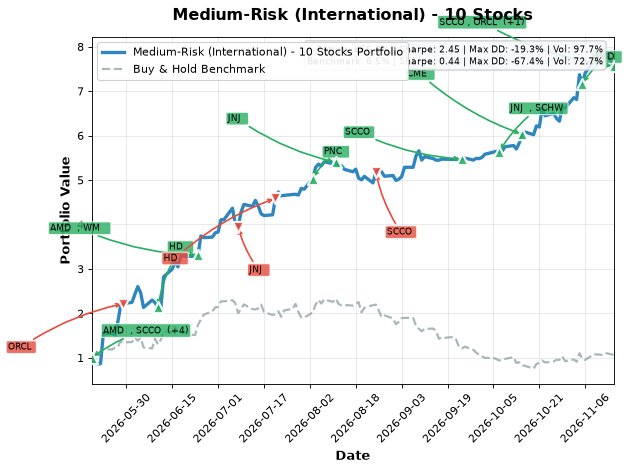 Medium-Risk (International) - 10 Stocks
SCCO , OR
CL (+1)
Medium-Risk (International) - 10 Stocks Portfolio
Buy & Hold Benchmark
Sharpe: 2.45 | Max DD: -19.3% | Vol: 97.7%
Benchmark: 6.5% | Sharpe: 0.44 | Max DD: -67.4% | Vol: 72.7%
CME
JNJ , SCHW
JNJ
SCCO
PNC
AMD , WM
HD
HD
SCCO
JNJ
ORCL
AMD , SCCO (+4)
Portfolio Value
8
7
6
5
4
3
2
1
2026-05-30
2026-06-15
2026-07-01
2026-07-17
2026-08-02
2026-08-18
2026-09-03
2026-09-19
2026-10-05
2026-10-21
2026-11-06
Date